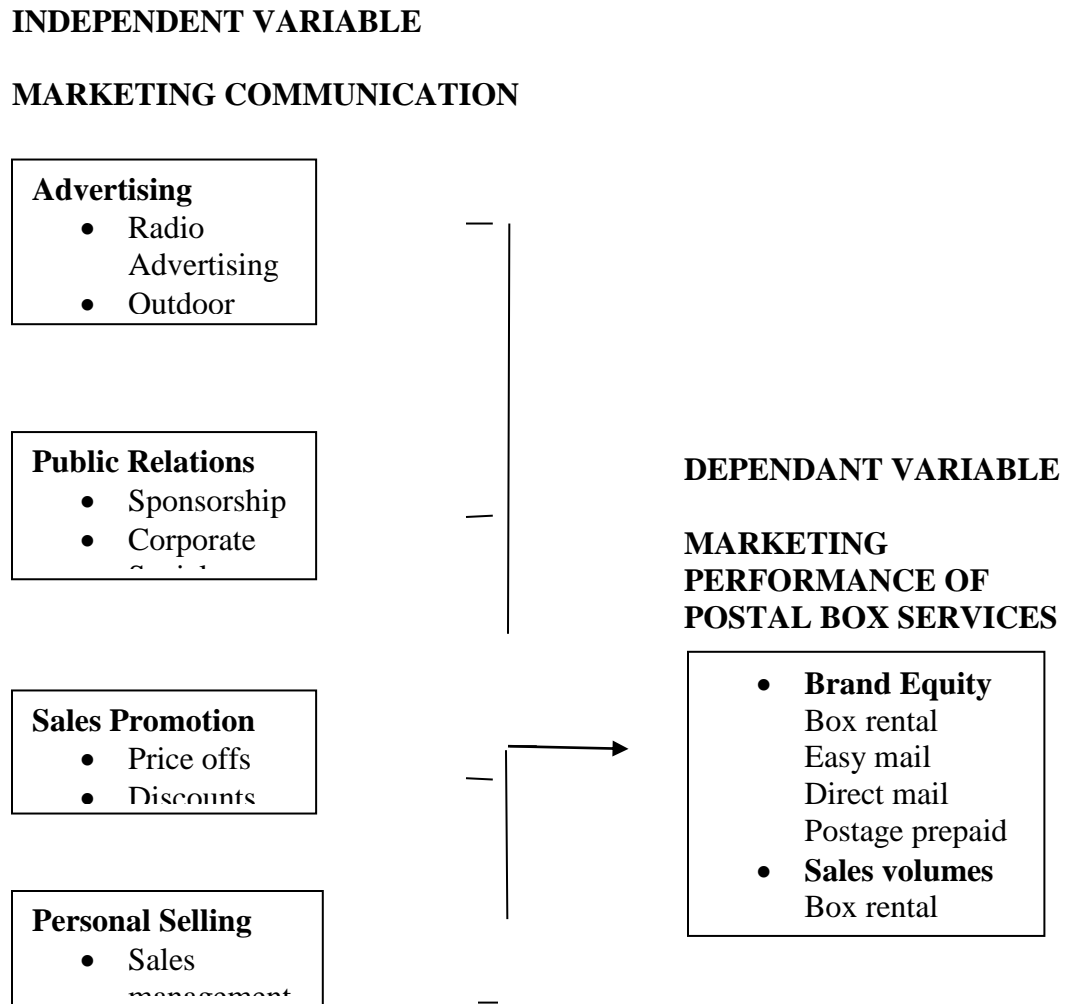 INDEPENDENT VARIABLE
MARKETING COMMUNICATION
Advertising
• Radio
Advertising
• Outdoor
Public Relations
• Sponsorship
• Corporate
Sales Promotion
• Price offs
• Discounts
Personal Selling
• Sales
management
DEPENDANT VARIABLE
MARKETING
PERFORMANCE OF
POSTAL BOX SERVICES
• Brand Equity
Box rental
Easy mail
Direct mail
Postage prepaid
• Sales volumes
Box rental